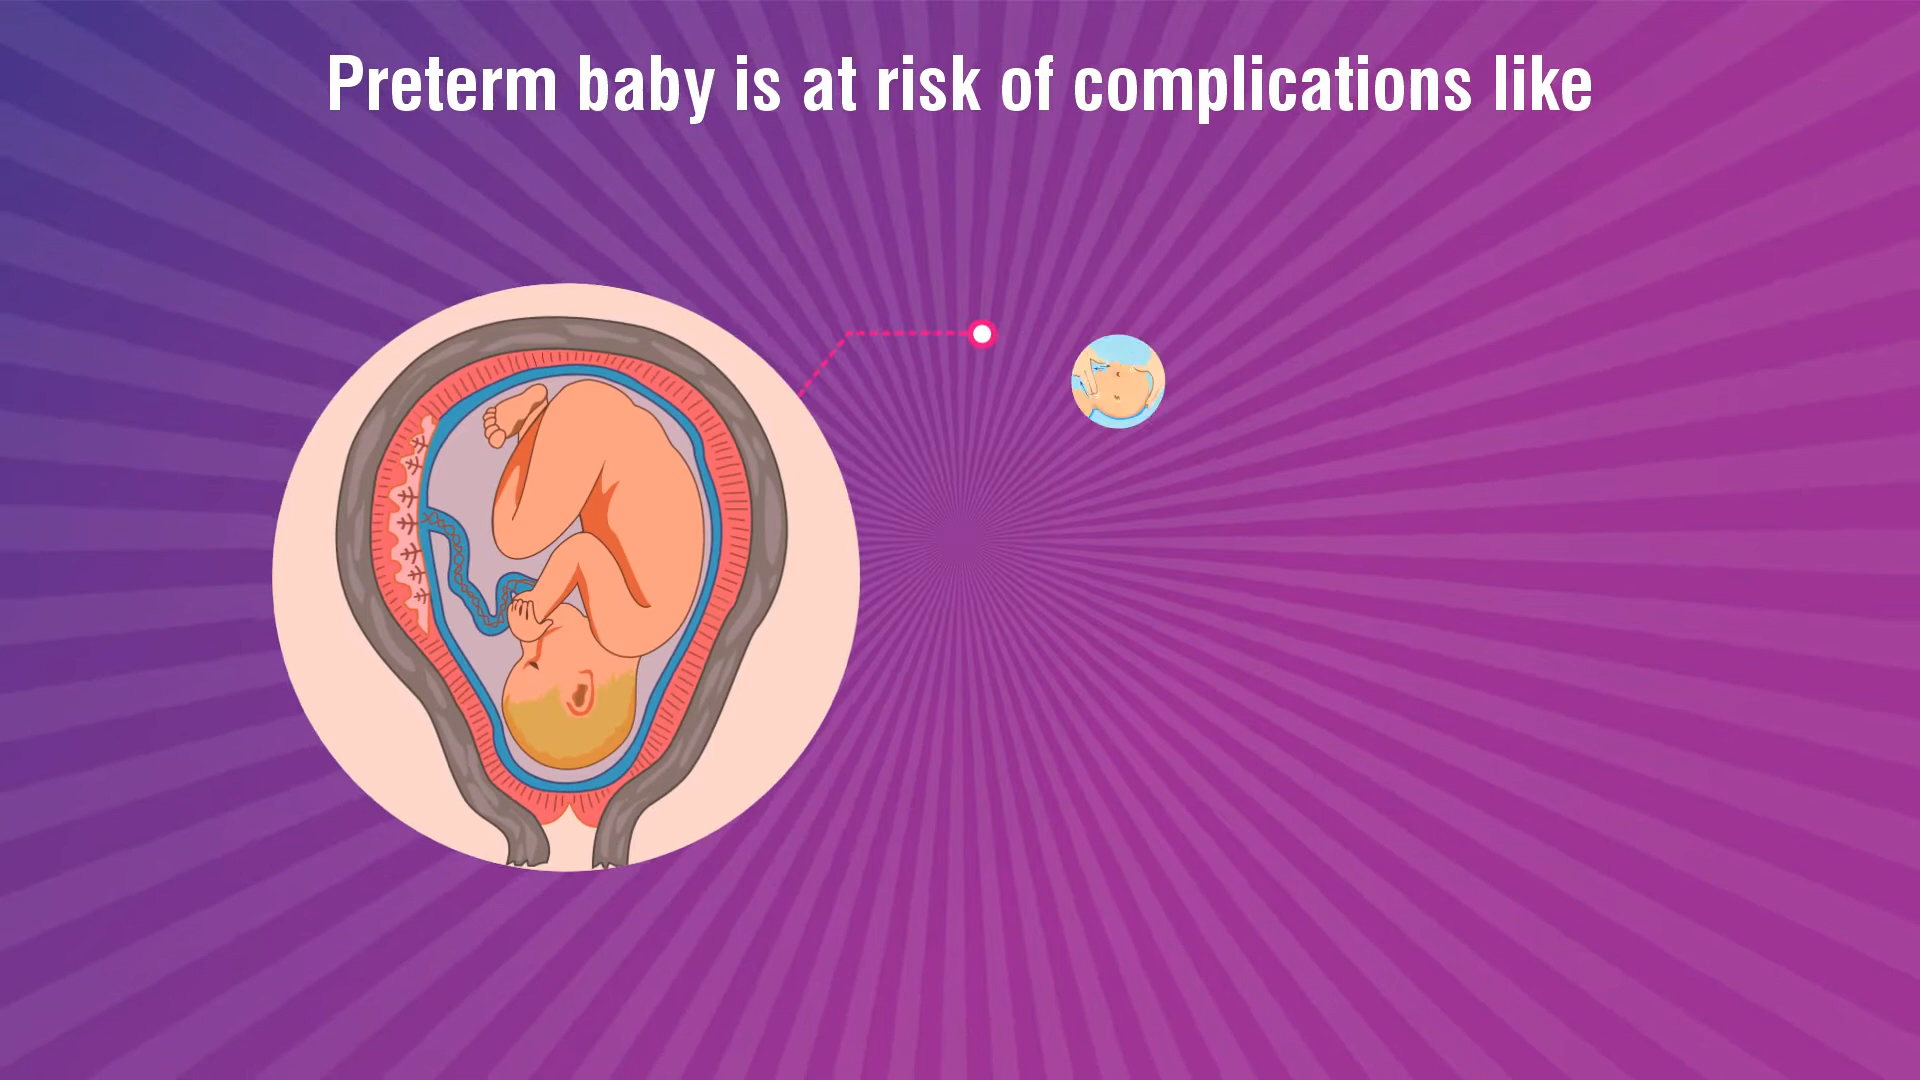 Preterm baby is at risk of complications like